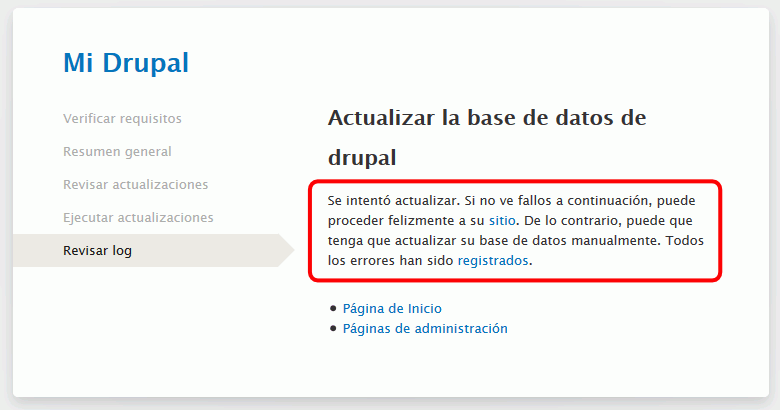 Mi Drupal
Verificar requisitos
Resumen general
Revisar actualizaciones
Ejecutar actualizaciones
Revisar log
Actualizar la base de datos de
drupal
Se intentó actualizar. Si no ve fallos a continuación, puede
proceder felizmente a su sitio. De lo contrario, puede que
tenga que actualizar su base de datos manualmente. Todos
los errores han sido registrados.
Página de Inicio
Páginas de administración